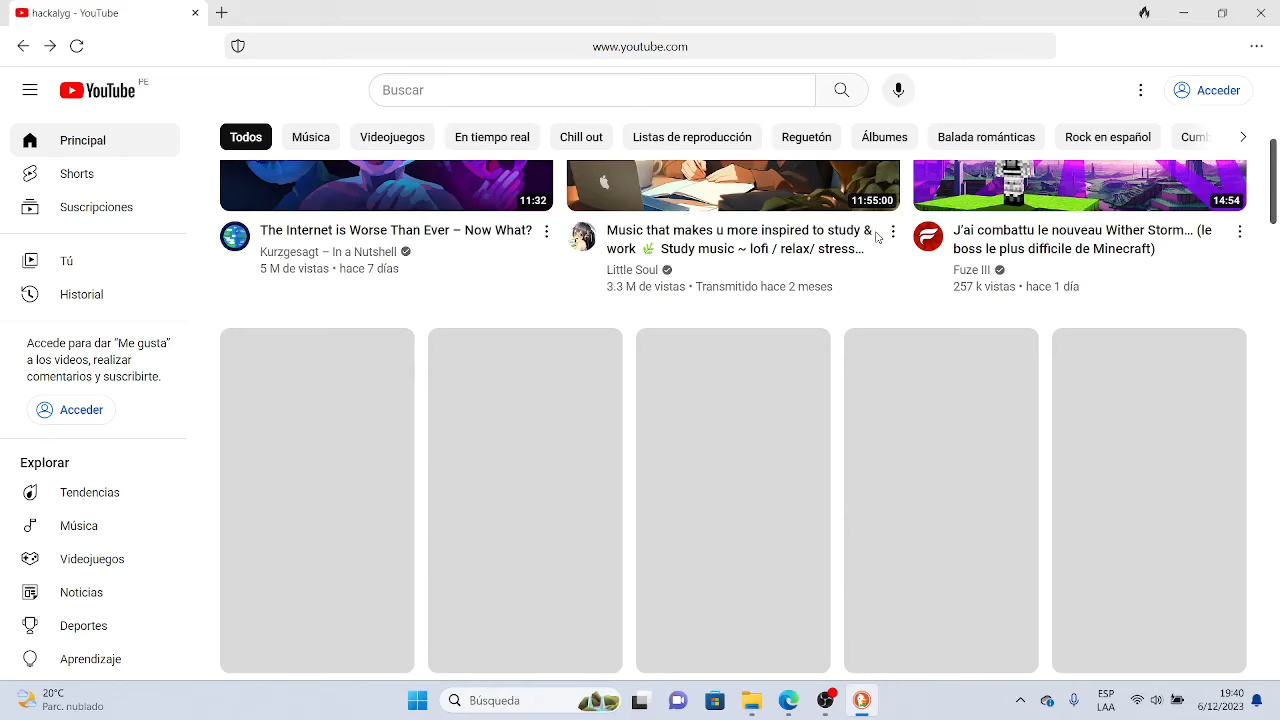 hackalyg - YouTube
www.youtube.com
YouTube PE
Buscar
Acceder
Principal
Shorts
Suscripciones
Tú
Historial
Accede para dar “Me gusta”
a los videos, realizar
comentarios y suscribirte.
Acceder
Explorar
Tendencias
Música
Videojuegos
Noticias
Deportes
Aprendizaje
Todos
Música
Videojuegos
En tiempo real
Chill out
Listas de reproducción
Reguetón
Álbumes
Balada románticas
Rock en español
Cumb
11:32
The Internet is Worse Than Ever – Now What?
Kurzgesagt – In a Nutshell
5 M de vistas • hace 7 días
11:55:00
Music that makes u more inspired to study &
work 🌿 Study music ~ lofi / relax/ stress...
Little Soul
3.3 M de vistas • Transmitido hace 2 meses
14:54
J’ai combattu le nouveau Wither Storm... (le
boss le plus difficile de Minecraft)
Fuze III
257 k vistas • hace 1 día
20°C
Parc. nublado
Búsqueda
ESP
LAA
19:40
6/12/2023